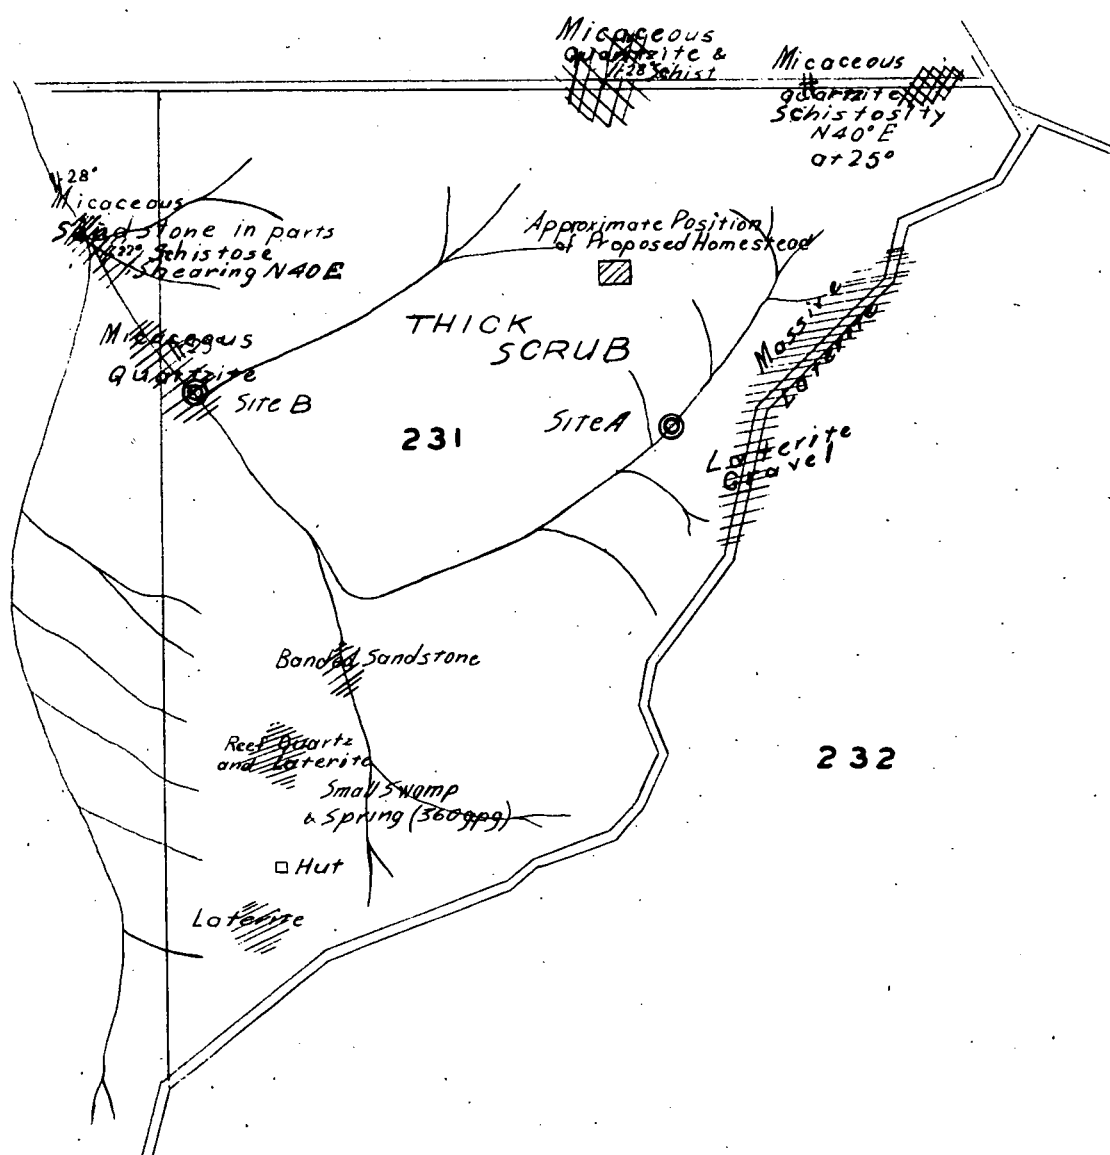 Micaceous
Quartzite &
28° Schist
Micaceous
quartzite
Schistosity
N40°E
at 25°
28°
Micaceous
Sandstone in parts
22° Schistose
Shearing N40E
Approximate Position
of Proposed Homestead
THICK
SCRUB
Massive
Laterite
Micaceous
Quartzite
Site B
Site A
231
Laterite
Gravel
Banded Sandstone
Reef Quartz
and Laterite
Small Swamp
& Spring (360gpg)
232
Hut
Laterite